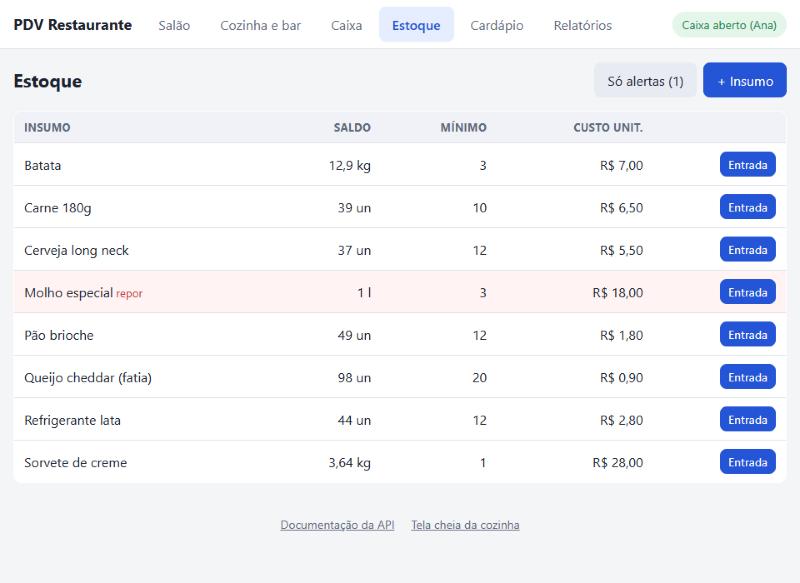 PDV Restaurante Salão Cozinha e bar Caixa Estoque Cardápio Relatórios Caixa aberto (Ana)
Estoque Só alertas (1) + Insumo
INSUMO SALDO MÍNIMO CUSTO UNIT.
Batata 12,9 kg 3 R$ 7,00 Entrada
Carne 180g 39 un 10 R$ 6,50 Entrada
Cerveja long neck 37 un 12 R$ 5,50 Entrada
Molho especial repor 1 l 3 R$ 18,00 Entrada
Pão brioche 49 un 12 R$ 1,80 Entrada
Queijo cheddar (fatia) 98 un 20 R$ 0,90 Entrada
Refrigerante lata 44 un 12 R$ 2,80 Entrada
Sorvete de creme 3,64 kg 1 R$ 28,00 Entrada
Documentação da API Tela cheia da cozinha